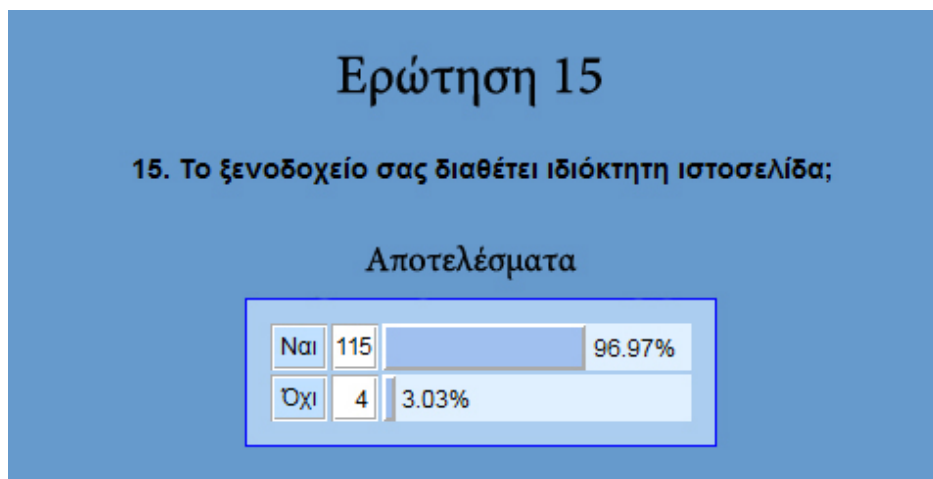 Ερώτηση 15
15. Το ξενοδοχείο σας διαθέτει ιδιόκτητη ιστοσελίδα;
Αποτελέσματα
Ναι 115 96.97%
Όχι 4 3.03%